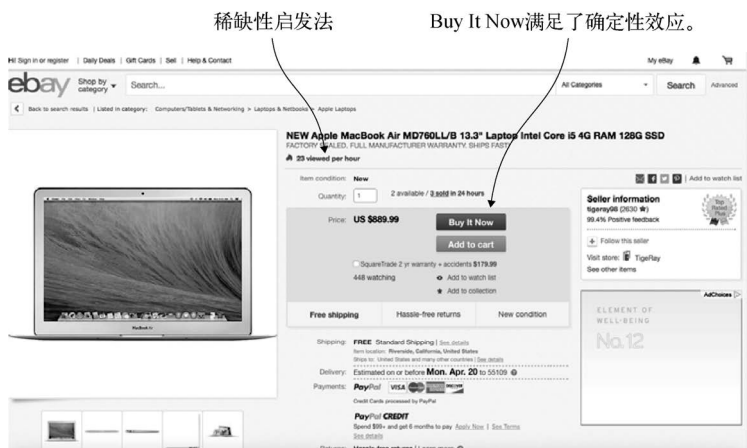 稀缺性启发法
Buy It Now满足了确定性效应。
Hi! Sign in or register | Daily Deals | Gift Cards | Sell | Help & Contact
My eBay
ebay
Shop by category
Search...
All Categories
Search
Advanced
Back to search results | Listed in category: Computers/Tablets & Networking > Laptops & Netbooks > Apple Laptops
NEW Apple MacBook Air MD760LL/B 13.3" Laptop Intel Core i5 4G RAM 128G SSD
FACTORY SEALED. FULL MANUFACTURER WARRANTY. SHIPS FAST!
23 viewed per hour
Add to watch list
Item condition: New
Quantity: 1
2 available / 3 sold in 24 hours
Price: US $889.99
Buy It Now
Add to cart
SquareTrade 2 yr warranty + accidents $179.99
448 watching
Add to watch list
Add to collection
Free shipping
Hassle-free returns
New condition
Shipping: FREE Standard Shipping | See details
Item location: Riverside, California, United States
Ships to: United States and many other countries | See details
Delivery: Estimated on or before Mon. Apr. 20 to 55109
Payments: PayPal VISA DISCOVER
Credit Cards processed by PayPal
PayPal CREDIT
Spend $99+ and get 6 months to pay Apply Now | See Terms
See details
Seller information
tigeray98 (2630)
99.4% Positive feedback
Top Rated Plus
Follow this seller
Visit store: TigeRay
See other items
AdChoices
ELEMENT OF
WELL-BEING
No.12
MacBook Air